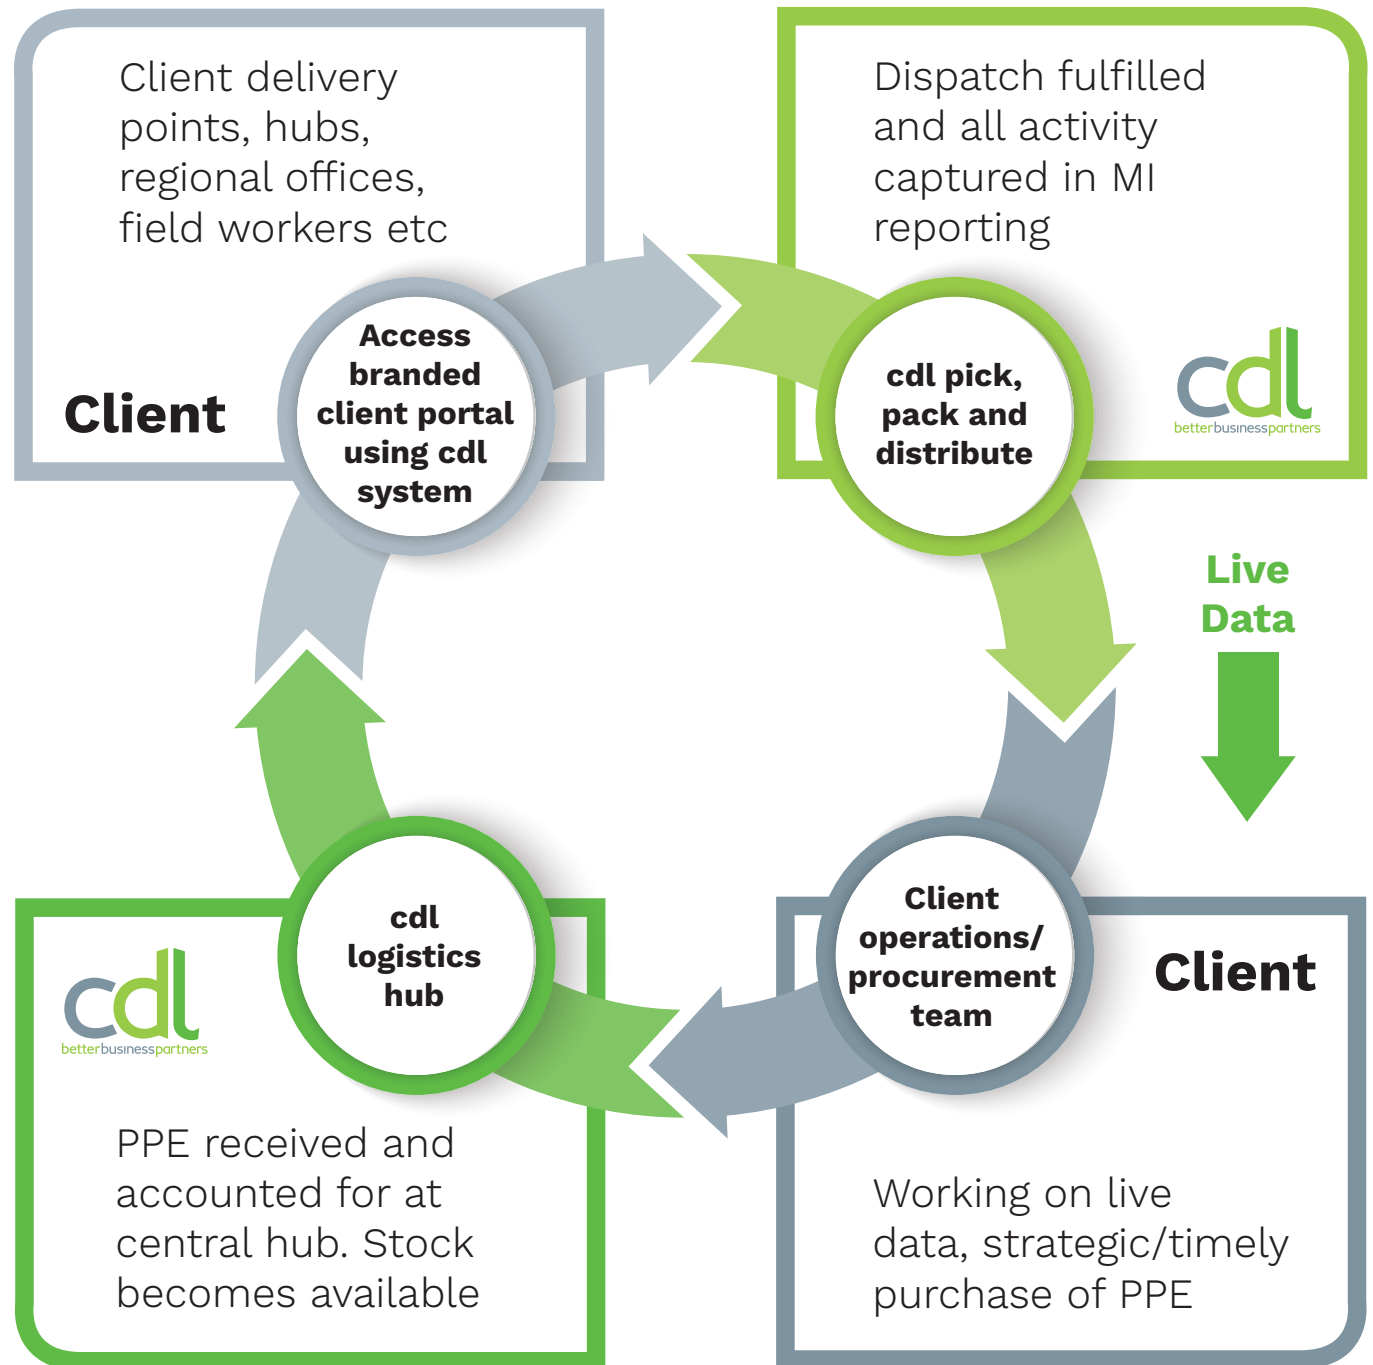 Client delivery
points, hubs,
regional offices,
field workers etc
Client
Access
branded
client portal
using cdl
system
Dispatch fulfilled
and all activity
captured in MI
reporting
cdl pick,
pack and
distribute
cdl
betterbusinesspartners
Live
Data
cdl
logistics
hub
cdl
betterbusinesspartners
PPE received and
accounted for at
central hub. Stock
becomes available
Client
operations/
procurement
team
Client
Working on live
data, strategic/timely
purchase of PPE